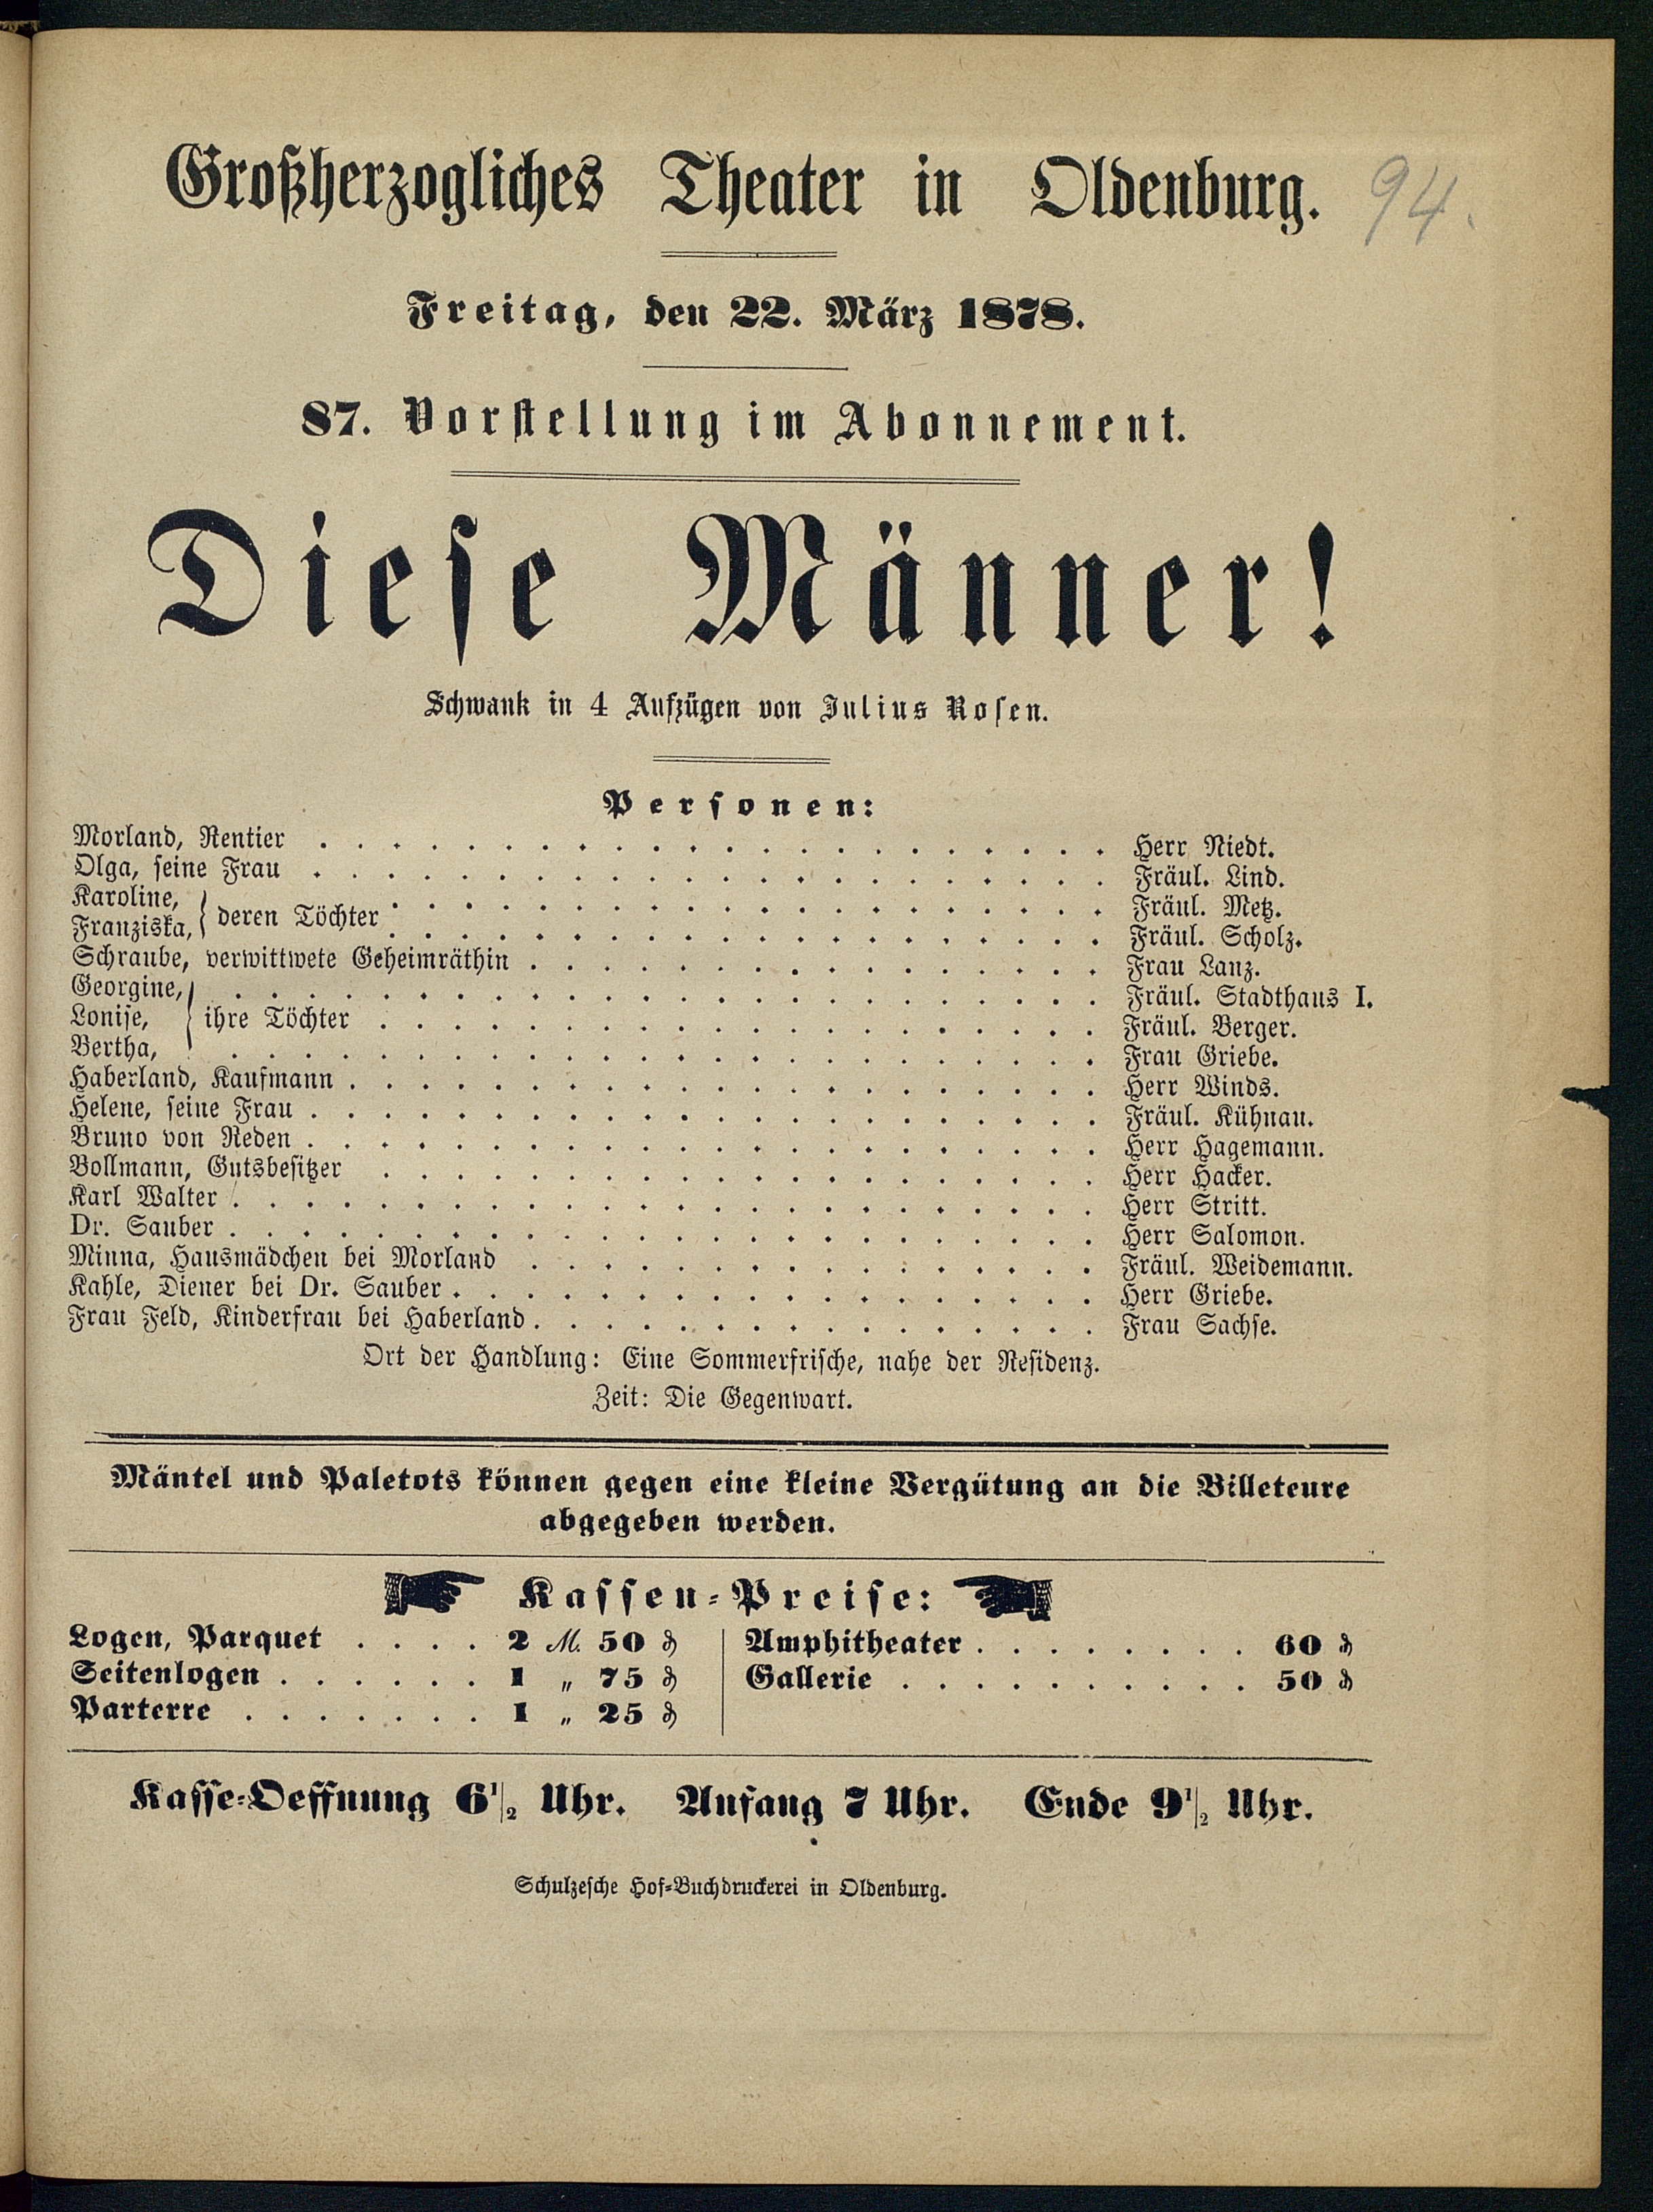 Großherzogliches Theater in Oldenburg. 94.
Freitag, den 22. März 1878.
87. Vorstellung im Abonnement.
Diese Männer!
Schwank in 4 Aufzügen von Julius Rosen.
Personen:
Morland, Rentier . . . . . Herr Niedt.
Olga, seine Frau . . . . . Fräul. Lind.
Karoline, } deren Töchter . . . . . Fräul. Metz.
Franziska, } . . . . . Fräul. Scholz.
Schraube, verwittwete Geheimräthin . . . . . Frau Lanz.
Georgine, } . . . . . Fräul. Stadthaus I.
Louise, } ihre Töchter . . . . . Fräul. Berger.
Bertha, } . . . . . Frau Griebe.
Haberland, Kaufmann . . . . . Herr Winds.
Helene, seine Frau . . . . . Fräul. Kühnau.
Bruno von Reden . . . . . Herr Hagemann.
Bollmann, Gutsbesitzer . . . . . Herr Hacker.
Karl Walter . . . . . Herr Stritt.
Dr. Sauber . . . . . Herr Salomon.
Minna, Hausmädchen bei Morland . . . . . Fräul. Weidemann.
Kahle, Diener bei Dr. Sauber . . . . . Herr Griebe.
Frau Feld, Kinderfrau bei Haberland . . . . . Frau Sachse.
Ort der Handlung: Eine Sommerfrische, nahe der Residenz.
Zeit: Die Gegenwart.
Mäntel und Paletots können gegen eine kleine Vergütung an die Billeteure
abgegeben werden.
Kassen-Preise:
Logen, Parquet . . . . 2 M. 50 ₰
Seitenlogen . . . . . . 1 „ 75 ₰
Parterre . . . . . . . 1 „ 25 ₰
Amphitheater . . . . . . . . 60 ₰
Gallerie . . . . . . . . . . 50 ₰
Kasse-Oeffnung 6 1/2 Uhr. Anfang 7 Uhr. Ende 9 1/2 Uhr.
Schulzesche Hof-Buchdruckerei in Oldenburg.